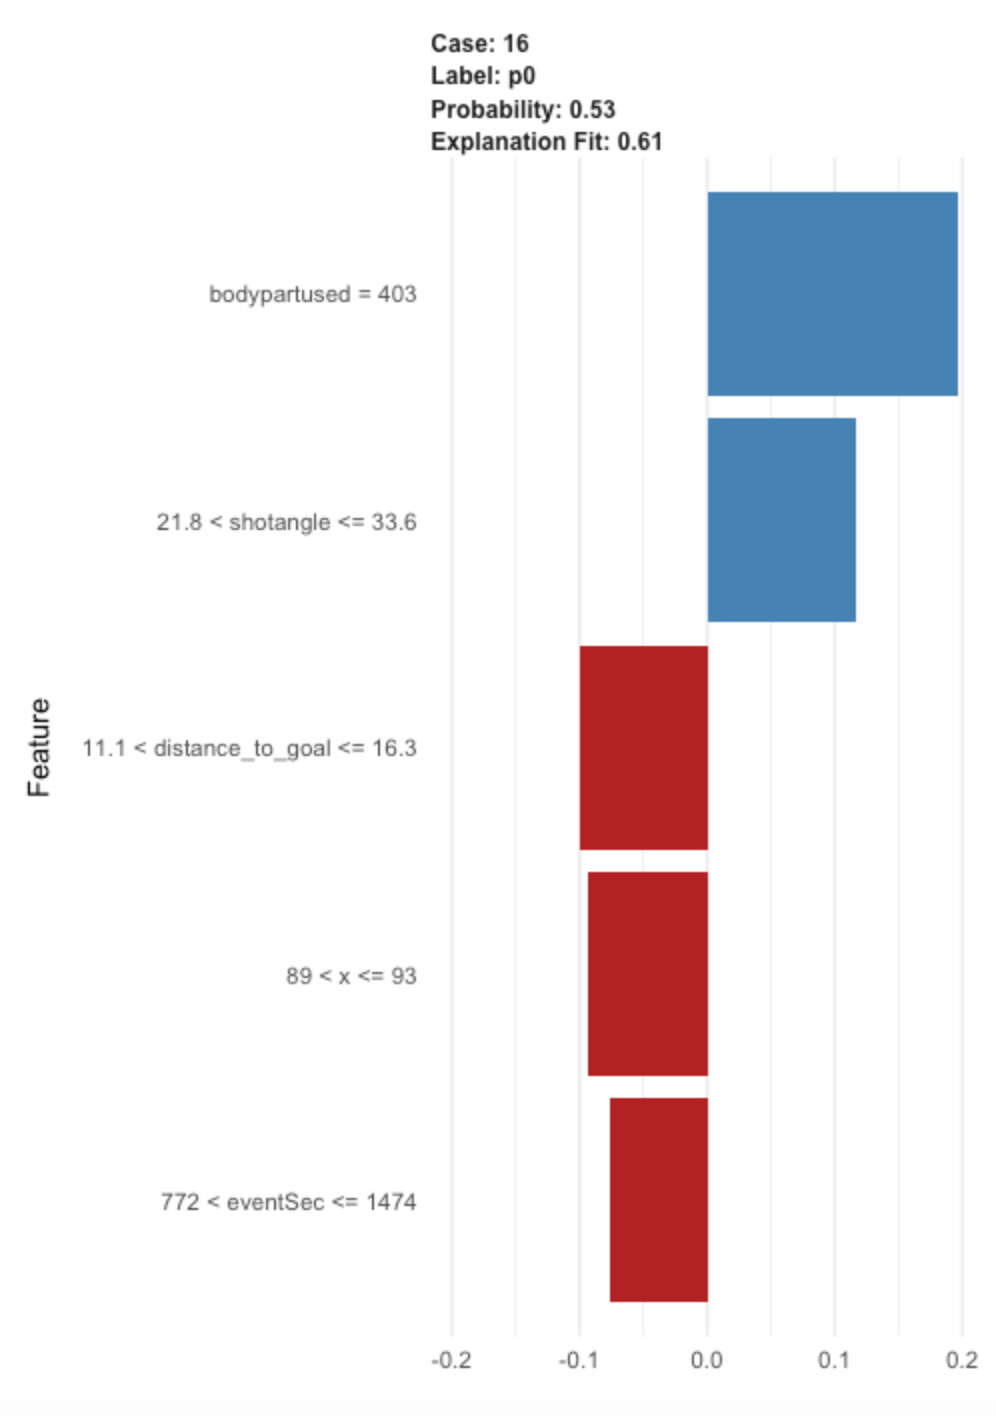 Case: 16
Label: p0
Probability: 0.53
Explanation Fit: 0.61
bodypartused = 403
21.8 < shotangle <= 33.6
Feature
11.1 < distance_to_goal <= 16.3
89 < x <= 93
772 < eventSec <= 1474
-0.2 -0.1 0.0 0.1 0.2